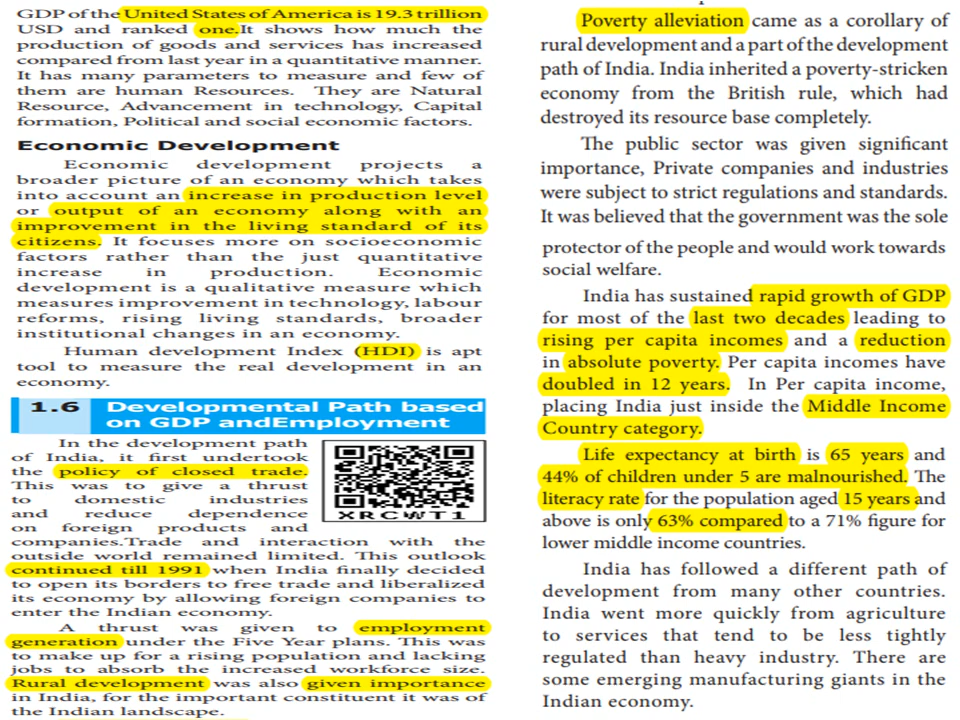 GDP of the United States of America is 19.3 trillion
USD and ranked one.It shows how much the
production of goods and services has increased
compared from last year in a quantitative manner.
It has many parameters to measure and few of
them are human Resources. They are Natural
Resource, Advancement in technology, Capital
formation, Political and social economic factors.
Economic Development
Economic development projects a
broader picture of an economy which takes
into account an increase in production level
or output of an economy along with an
improvement in the living standard of its
citizens. It focuses more on socioeconomic
factors rather than the just quantitative
increase in production. Economic
development is a qualitative measure which
measures improvement in technology, labour
reforms, rising living standards, broader
institutional changes in an economy.
Human development Index (HDI) is apt
tool to measure the real development in an
economy.
1.6 Developmental Path based
on GDP andEmployment
In the development path
of India, it first undertook
the policy of closed trade.
This was to give a thrust
to domestic industries
and reduce dependence
on foreign products and
XRCWT1
companies.Trade and interaction with the
outside world remained limited. This outlook
continued till 1991 when India finally decided
to open its borders to free trade and liberalized
its economy by allowing foreign companies to
enter the Indian economy.
A thrust was given to employment
generation under the Five Year plans. This was
to make up for a rising population and lacking
jobs to absorb the increased workforce size.
Rural development was also given importance
in India, for the important constituent it was of
the Indian landscape.
Poverty alleviation came as a corollary of
rural development and a part of the development
path of India. India inherited a poverty-stricken
economy from the British rule, which had
destroyed its resource base completely.
The public sector was given significant
importance, Private companies and industries
were subject to strict regulations and standards.
It was believed that the government was the sole
protector of the people and would work towards
social welfare.
India has sustained rapid growth of GDP
for most of the last two decades leading to
rising per capita incomes and a reduction
in absolute poverty. Per capita incomes have
doubled in 12 years. In Per capita income,
placing India just inside the Middle Income
Country category.
Life expectancy at birth is 65 years and
44% of children under 5 are malnourished. The
literacy rate for the population aged 15 years and
above is only 63% compared to a 71% figure for
lower middle income countries.
India has followed a different path of
development from many other countries.
India went more quickly from agriculture
to services that tend to be less tightly
regulated than heavy industry. There are
some emerging manufacturing giants in the
Indian economy.